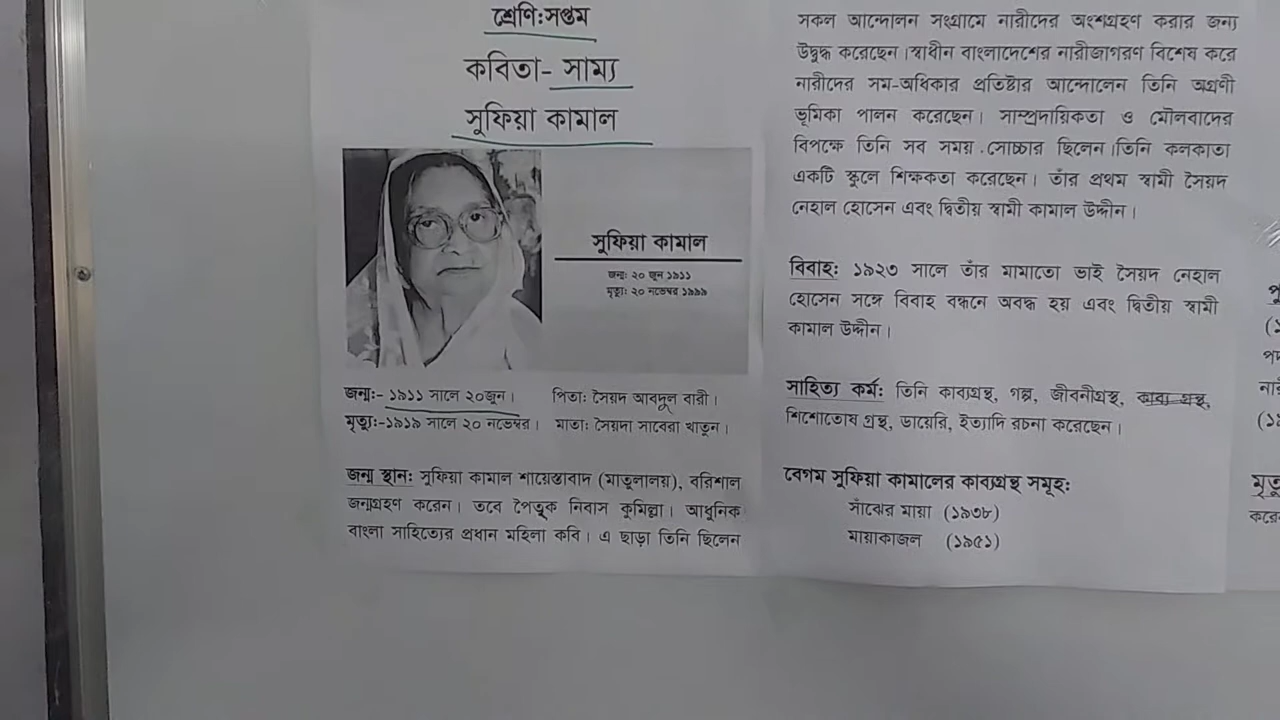 শ্রেণি:সপ্তম
কবিতা- সাম্য
সুফিয়া কামাল
সুফিয়া কামাল
জন্ম: ২০ জুন ১৯১১
মৃত্যু: ২০ নভেম্বর ১৯৯৯
জন্ম:- ১৯১১ সালে ২০জুন।
পিতা: সৈয়দ আবদুল বারী।
মৃত্যু:-১৯১৯ সালে ২০ নভেম্বর।
মাতা: সৈয়দা সাবেরা খাতুন।
জন্ম স্থান: সুফিয়া কামাল শায়েস্তাবাদ (মাতুলালয়), বরিশাল
জন্মগ্রহণ করেন। তবে পৈতৃক নিবাস কুমিল্লা। আধুনিক
বাংলা সাহিত্যের প্রধান মহিলা কবি। এ ছাড়া তিনি ছিলেন
সকল আন্দোলন সংগ্রামে নারীদের অংশগ্রহণ করার জন্য
উদ্বুদ্ধ করেছেন।স্বাধীন বাংলাদেশের নারীজাগরণ বিশেষ করে
নারীদের সম-অধিকার প্রতিষ্টার আন্দোলেন তিনি অগ্রণী
ভূমিকা পালন করেছেন। সাম্প্রদায়িকতা ও মৌলবাদের
বিপক্ষে তিনি সব সময় সোচ্চার ছিলেন।তিনি কলকাতা
একটি স্কুলে শিক্ষকতা করেছেন। তাঁর প্রথম স্বামী সৈয়দ
নেহাল হোসেন এবং দ্বিতীয় স্বামী কামাল উদ্দীন।
বিবাহ: ১৯২৩ সালে তাঁর মামাতো ভাই সৈয়দ নেহাল
হোসেন সঙ্গে বিবাহ বন্ধনে অবদ্ধ হয় এবং দ্বিতীয় স্বামী
কামাল উদ্দীন।
সাহিত্য কর্ম: তিনি কাব্যগ্রন্থ, গল্প, জীবনীগ্রন্থ, কাব্য গ্রন্থ,
শিশোতোষ গ্রন্থ, ডায়েরি, ইত্যাদি রচনা করেছেন।
বেগম সুফিয়া কামালের কাব্যগ্রন্থ সমূহ:
সাঁঝের মায়া (১৯৩৮)
মায়াকাজল (১৯৫১)